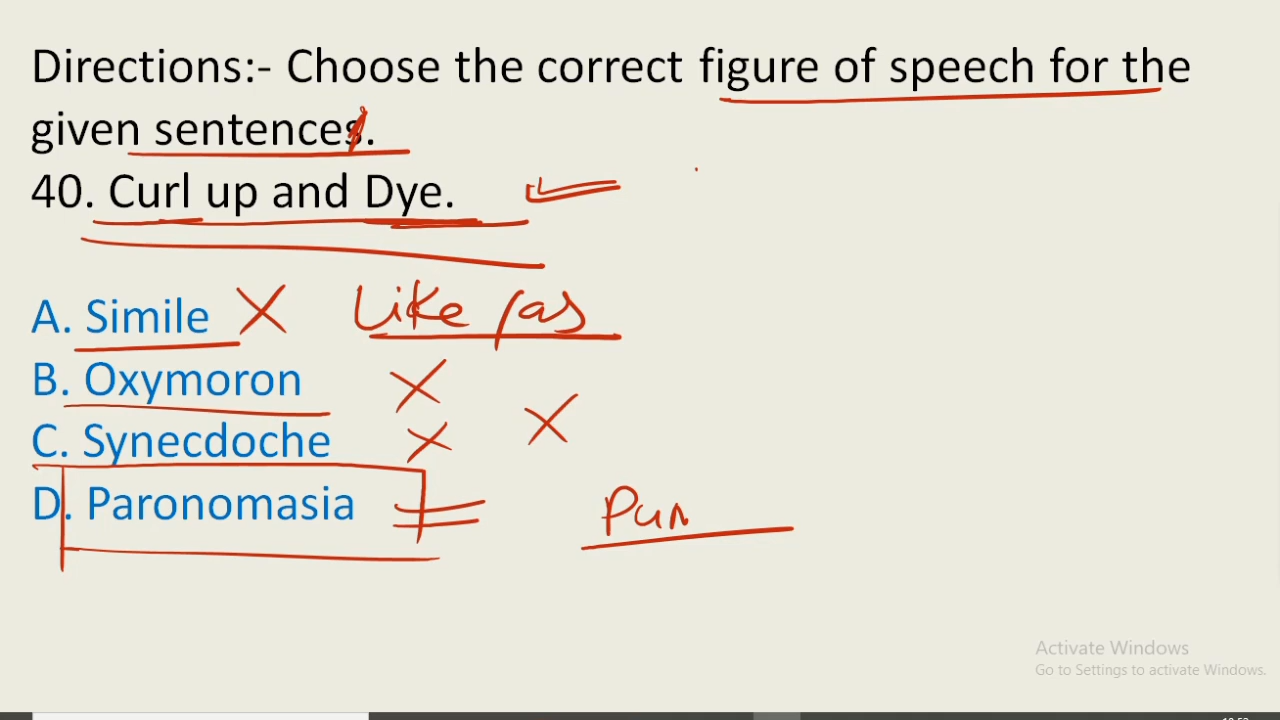 Directions:- Choose the correct figure of speech for the
given sentences.
40. Curl up and Dye.
A. Simile Like /as
B. Oxymoron
C. Synecdoche
D. Paronomasia Pun
Activate Windows
Go to Settings to activate Windows.